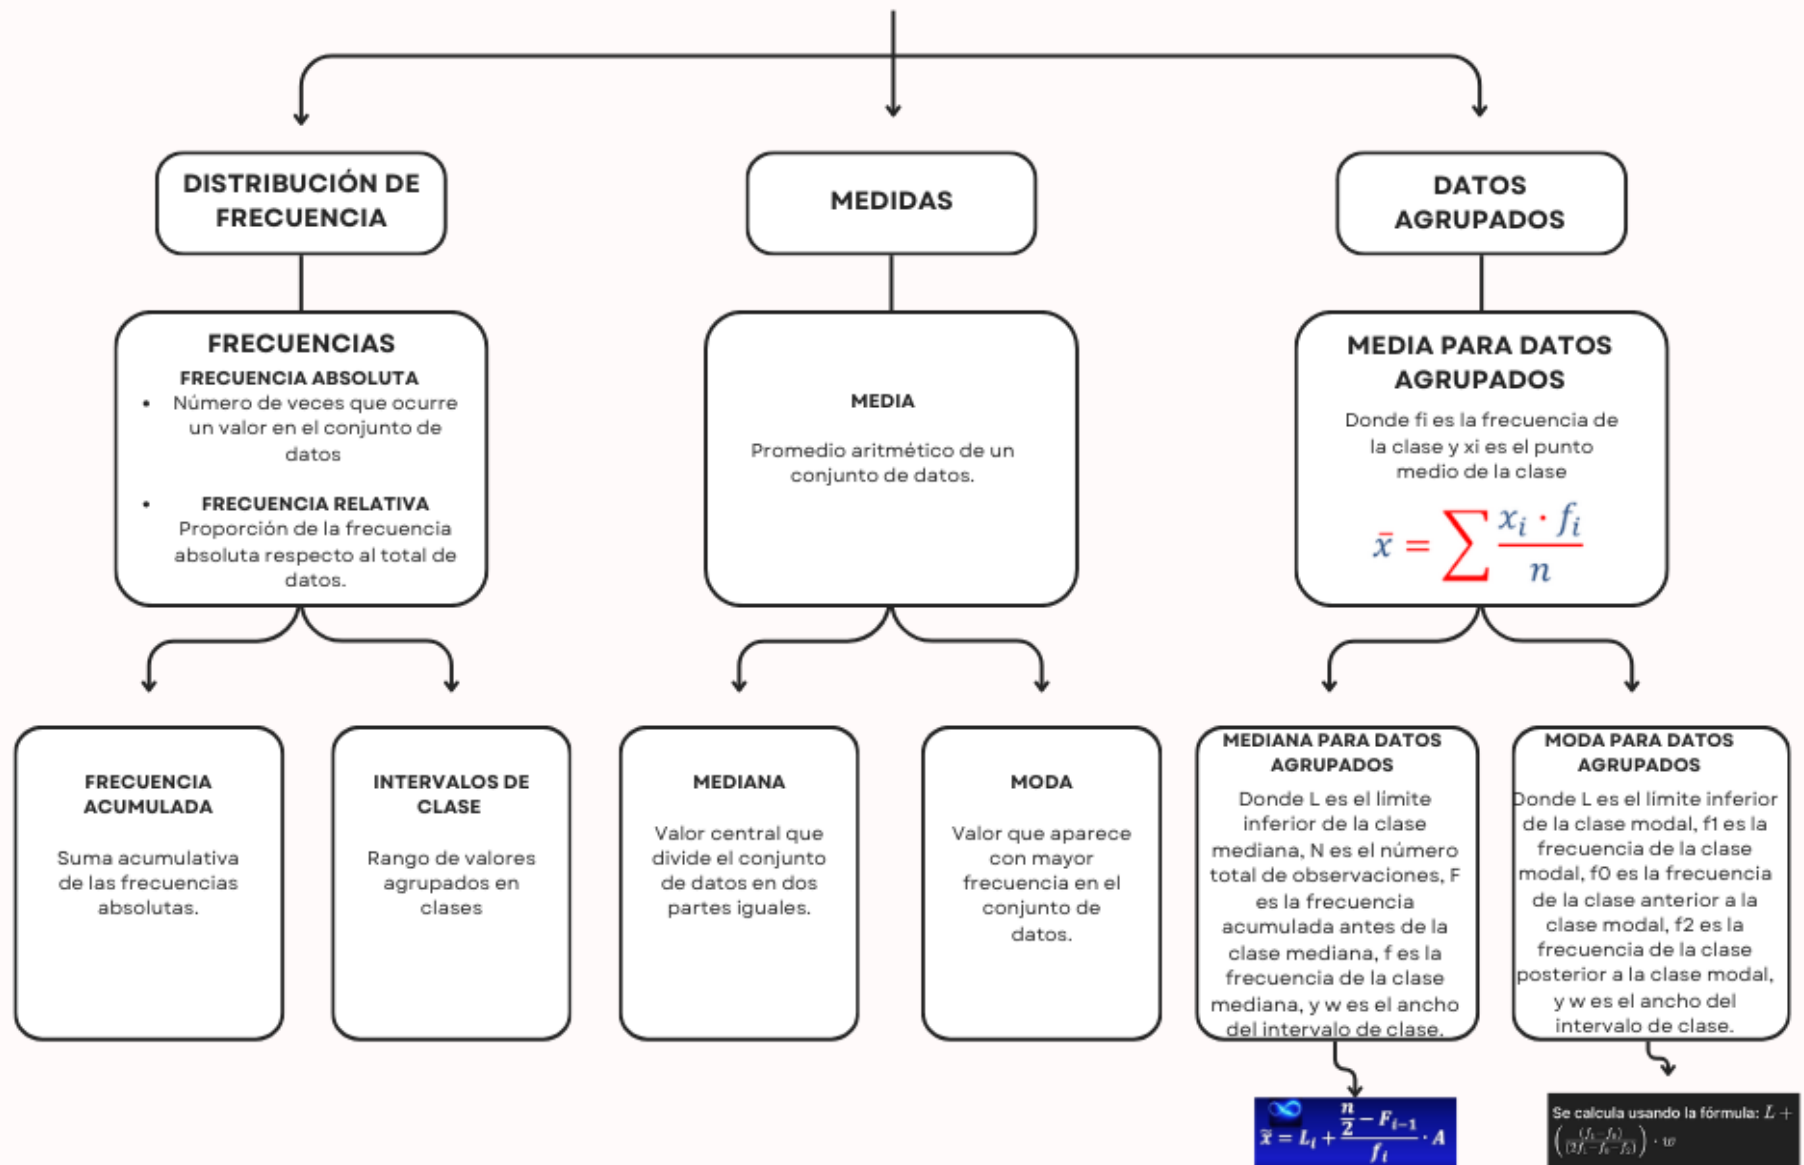 DISTRIBUCIÓN DE
FRECUENCIA
MEDIDAS
DATOS
AGRUPADOS
FRECUENCIAS
FRECUENCIA ABSOLUTA
• Número de veces que ocurre
un valor en el conjunto de
datos
• FRECUENCIA RELATIVA
Proporción de la frecuencia
absoluta respecto al total de
datos.
MEDIA
Promedio aritmético de un
conjunto de datos.
MEDIA PARA DATOS
AGRUPADOS
Donde fi es la frecuencia de
la clase y xi es el punto
medio de la clase
x̄ = ∑ (x_i · f_i) / n
FRECUENCIA
ACUMULADA
Suma acumulativa
de las frecuencias
absolutas.
INTERVALOS DE
CLASE
Rango de valores
agrupados en
clases
MEDIANA
Valor central que
divide el conjunto
de datos en dos
partes iguales.
MODA
Valor que aparece
con mayor
frecuencia en el
conjunto de
datos.
MEDIANA PARA DATOS
AGRUPADOS
Donde L es el límite
inferior de la clase
mediana, N es el número
total de observaciones, F
es la frecuencia
acumulada antes de la
clase mediana, f es la
frecuencia de la clase
mediana, y w es el ancho
del intervalo de clase.
x̃ = L_i + (n/2 − F_{i−1}) / f_i · A
MODA PARA DATOS
AGRUPADOS
Donde L es el límite inferior
de la clase modal, f1 es la
frecuencia de la clase
modal, f0 es la frecuencia
de la clase anterior a la
clase modal, f2 es la
frecuencia de la clase
posterior a la clase modal,
y w es el ancho del
intervalo de clase.
Se calcula usando la fórmula: L +
((f₁−f₀) / (2f₁−f₀−f₂)) · w